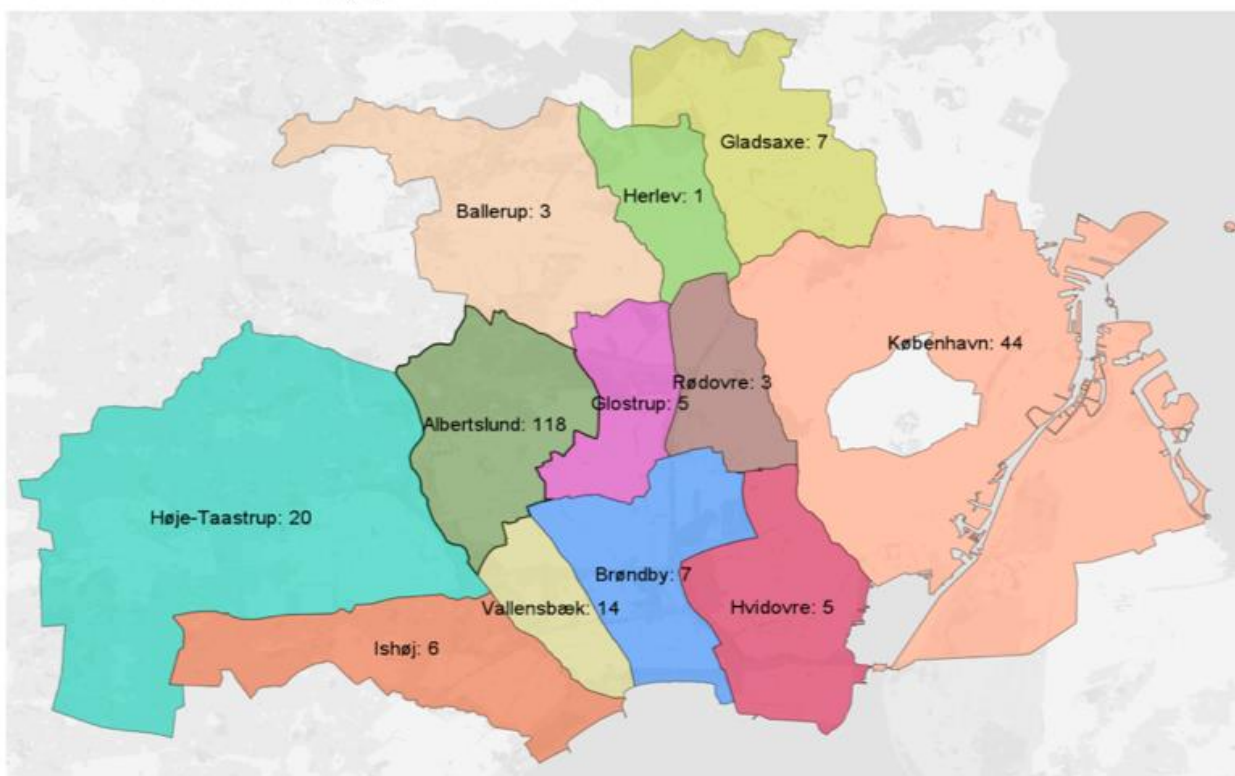 Gladsaxe: 7
Herlev: 1
Ballerup: 3
København: 44
Rødovre: 3
Glostrup: 5
Albertslund: 118
Høje-Taastrup: 20
Brøndby: 7
Vallensbæk: 14
Hvidovre: 5
Ishøj: 6